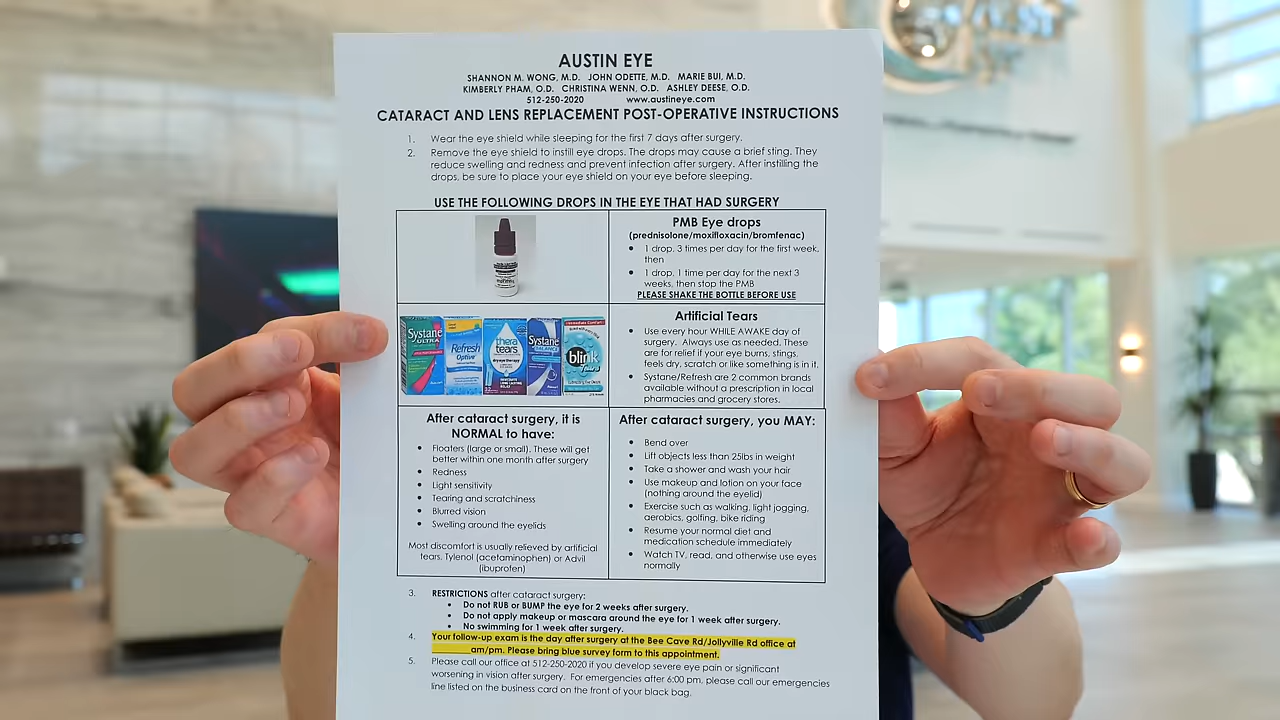 AUSTIN EYE
SHANNON M. WONG, M.D. JOHN ODETTE, M.D. MARIE BUI, M.D.
KIMBERLY PHAM, O.D. CHRISTINA WENN, O.D. ASHLEY DEESE, O.D.
512-250-2020 www.austineye.com
CATARACT AND LENS REPLACEMENT POST-OPERATIVE INSTRUCTIONS
1. Wear the eye shield while sleeping for the first 7 days after surgery.
2. Remove the eye shield to instill eye drops. The drops may cause a brief sting. They
reduce swelling and redness and prevent infection after surgery. After instilling the
drops, be sure to place your eye shield on your eye before sleeping.
USE THE FOLLOWING DROPS IN THE EYE THAT HAD SURGERY
PMB Eye drops
(prednisolone/moxifloxacin/bromfenac)
• 1 drop, 3 times per day for the first week,
then
• 1 drop, 1 time per day for the next 3
weeks, then stop the PMB
PLEASE SHAKE THE BOTTLE BEFORE USE
Systane
ULTRA
Refresh
Optive
thera
tears
Systane
blink
Tears
Artificial Tears
• Use every hour WHILE AWAKE day of
surgery. Always use as needed. These
are for relief if your eye burns, stings,
feels dry, scratch or like something is in it.
• Systane/Refresh are 2 common brands
available without a prescription in local
pharmacies and grocery stores.
After cataract surgery, it is
NORMAL to have:
• Floaters (large or small). These will get
better within one month after surgery
• Redness
• Light sensitivity
• Tearing and scratchiness
• Blurred vision
• Swelling around the eyelids
Most discomfort is usually relieved by artificial
tears, Tylenol (acetaminophen) or Advil
(ibuprofen)
After cataract surgery, you MAY:
• Bend over
• Lift objects less than 25lbs in weight
• Take a shower and wash your hair
• Use makeup and lotion on your face
(nothing around the eyelid)
• Exercise such as walking, light jogging,
aerobics, golfing, bike riding
• Resume your normal diet and
medication schedule immediately
• Watch TV, read, and otherwise use eyes
normally
3. RESTRICTIONS after cataract surgery:
• Do not RUB or BUMP the eye for 2 weeks after surgery.
• Do not apply makeup or mascara around the eye for 1 week after surgery.
• No swimming for 1 week after surgery.
4. Your follow-up exam is the day after surgery at the Bee Cave Rd/Jollyville Rd office at
am/pm. Please bring blue survey form to this appointment.
5. Please call our office at 512-250-2020 if you develop severe eye pain or significant
worsening in vision after surgery. For emergencies after 6:00 pm, please call our emergencies
line listed on the business card on the front of your black bag.